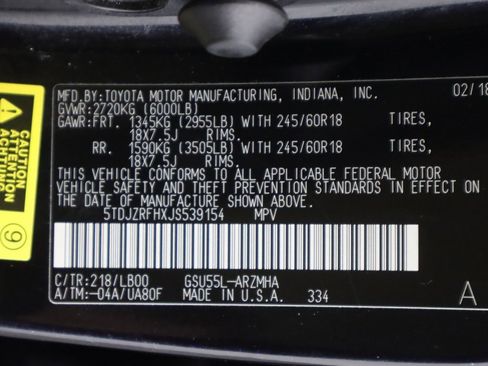 MFD.BY:TOYOTA MOTOR MANUFACTURING, INDIANA, INC. 02/18
GVWR:2720KG (6000LB)
GAWR:FRT. 1345KG (2955LB) WITH 245/60R18 TIRES,
18X7.5J RIMS.
RR. 1590KG (3505LB) WITH 245/60R18 TIRES,
18X7.5J RIMS.
THIS VEHICLE CONFORMS TO ALL APPLICABLE FEDERAL MOTOR
VEHICLE SAFETY AND THEFT PREVENTION STANDARDS IN EFFECT ON
THE DATE OF MANUFACTURE SHOWN ABOVE.
5TDJZRFHXJS539154 MPV
C/TR:218/LB00 GSU55L-ARZMHA
A/TM:-04A/UA80F MADE IN U.S.A. 334 A
CAUTION
ATTENTION
ACHTUNG
9